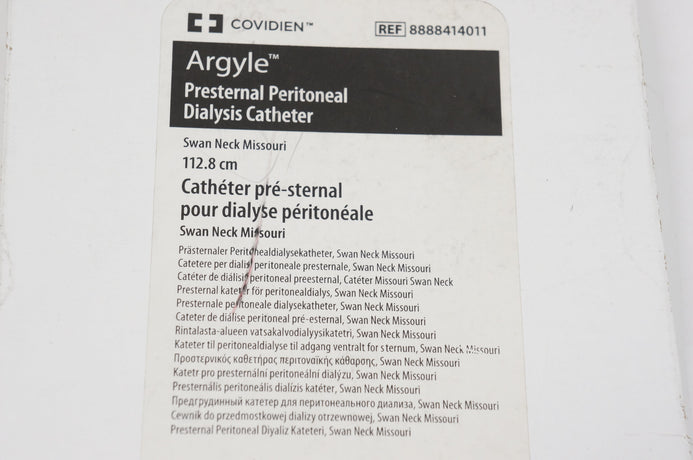 COVIDIEN™
REF 8888414011
Argyle™
Presternal Peritoneal
Dialysis Catheter
Swan Neck Missouri
112.8 cm
Cathéter pré-sternal
pour dialyse péritonéale
Swan Neck Missouri
Prästernaler Peritonealdialysekatheter, Swan Neck Missouri
Catetere per dialisi peritoneale presternale, Swan Neck Missouri
Catéter de diálisis peritoneal preesternal, Catéter Missouri Swan Neck
Presternal kateter för peritonealdialys, Swan Neck Missouri
Presternale peritoneale dialysekatheter, Swan Neck Missouri
Cateter de diálise peritoneal pré-esternal, Swan Neck Missouri
Rintalasta-alueen vatsakalvodialyysikatetri, Swan Neck Missouri
Kateter til peritonealdialyse til adgang ventralt for sternum, Swan Neck Missouri
Προστερνικός καθετήρας περιτοναϊκής κάθαρσης, Swan Neck Missouri
Katetr pro presternální peritoneální dialýzu, Swan Neck Missouri
Presternális peritoneális dialízis katéter, Swan Neck Missouri
Предгрудинный катетер для перитонеального диализа, Swan Neck Missouri
Cewnik do przedmostkowej dializy otrzewnowej, Swan Neck Missouri
Presternal Peritoneal Diyaliz Kateteri, Swan Neck Missouri